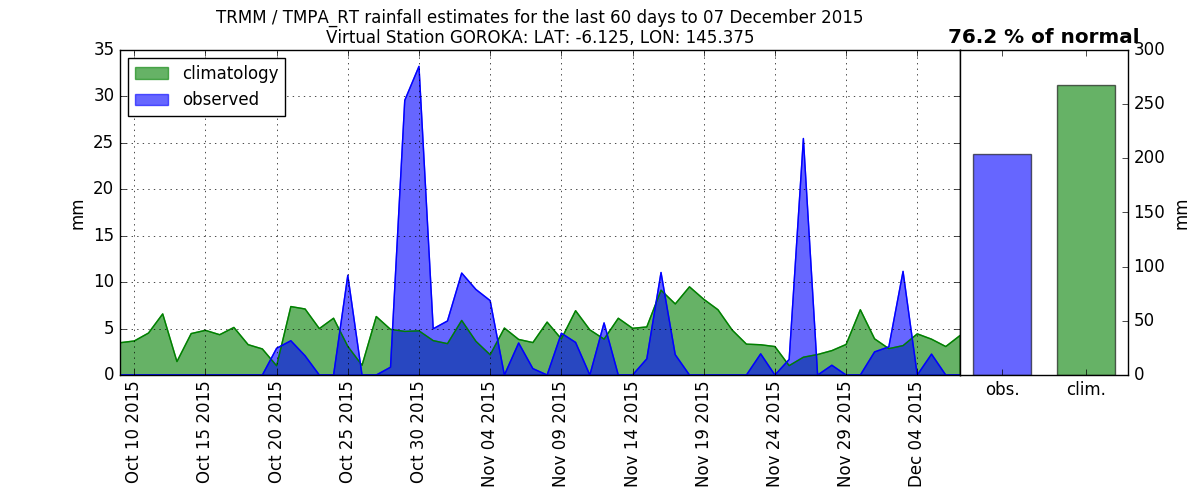 TRMM / TMPA_RT rainfall estimates for the last 60 days to 07 December 2015
Virtual Station GOROKA: LAT: -6.125, LON: 145.375
76.2 % of normal
climatology
observed
35
30
25
20
15
10
5
0
mm
Oct 10 2015
Oct 15 2015
Oct 20 2015
Oct 25 2015
Oct 30 2015
Nov 04 2015
Nov 09 2015
Nov 14 2015
Nov 19 2015
Nov 24 2015
Nov 29 2015
Dec 04 2015
300
250
200
150
100
50
0
mm
obs.
clim.